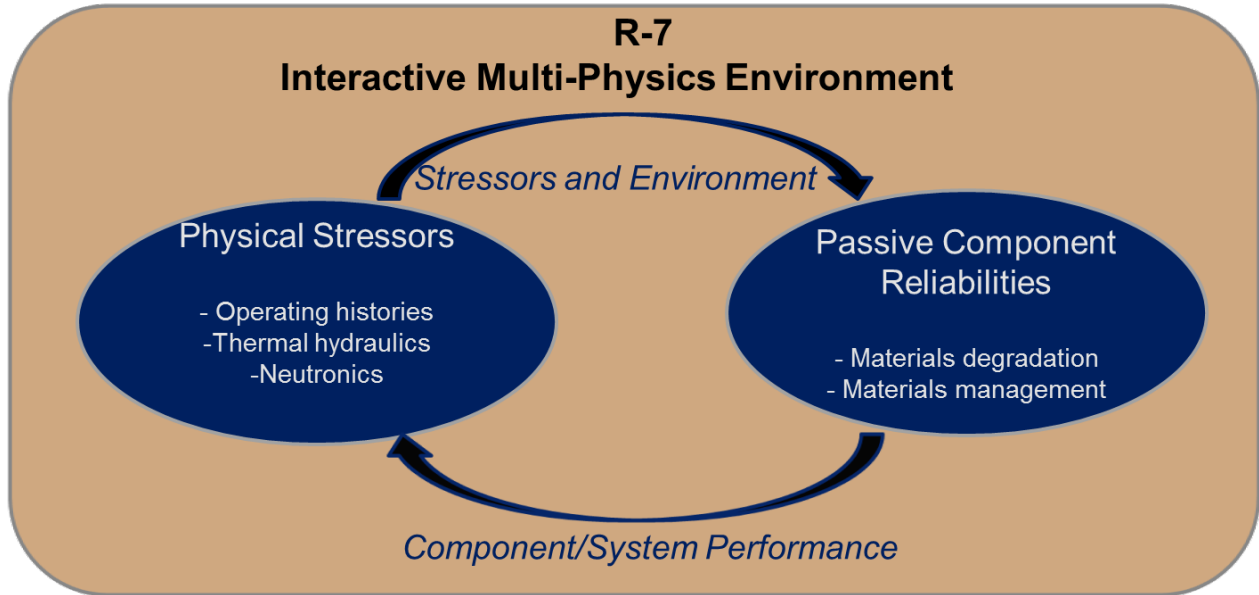 R-7
Interactive Multi-Physics Environment
Stressors and Environment
Physical Stressors
- Operating histories
-Thermal hydraulics
-Neutronics
Passive Component
Reliabilities
- Materials degradation
- Materials management
Component/System Performance